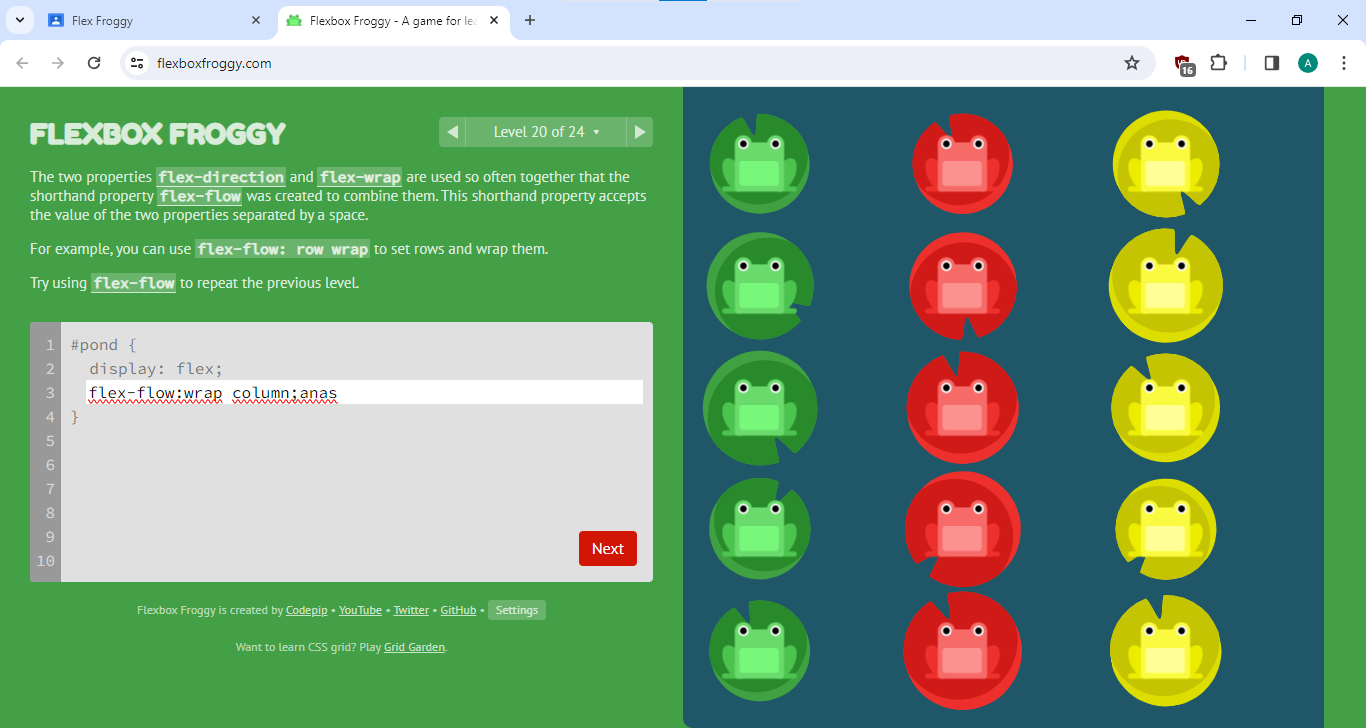 Flex Froggy
Flexbox Froggy - A game for lea
flexboxfroggy.com
16
A
FLEXBOX FROGGY
Level 20 of 24
The two properties flex-direction and flex-wrap are used so often together that the
shorthand property flex-flow was created to combine them. This shorthand property accepts
the value of the two properties separated by a space.
For example, you can use flex-flow: row wrap to set rows and wrap them.
Try using flex-flow to repeat the previous level.
1 #pond {
2 display: flex;
3 flex-flow:wrap column;anas
4 }
5
6
7
8
9
10
Next
Flexbox Froggy is created by Codepip • YouTube • Twitter • GitHub • Settings
Want to learn CSS grid? Play Grid Garden.